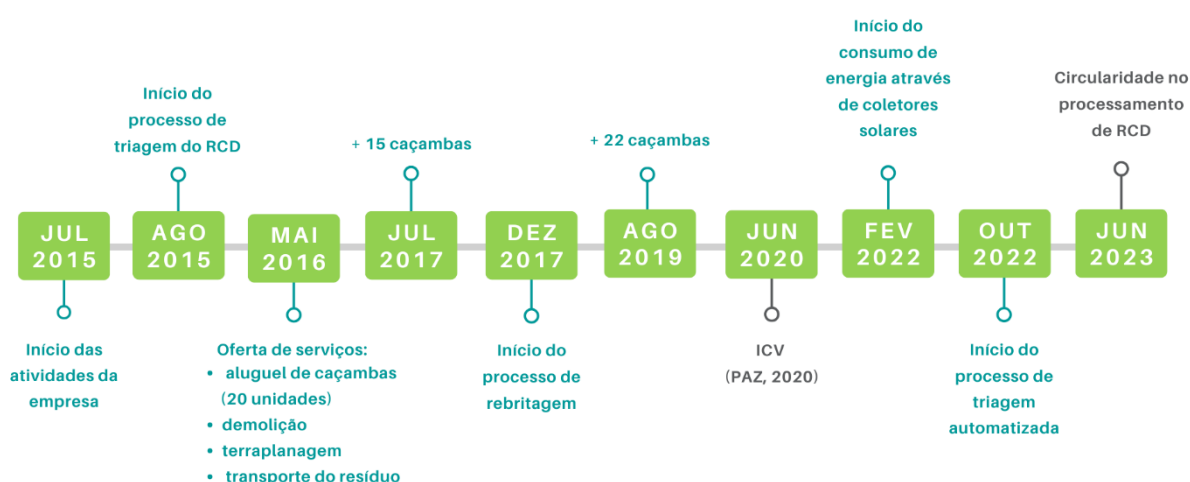 JUL
2015
Início das
atividades da
empresa
Início do
processo de
triagem do RCD
AGO
2015
MAI
2016
Oferta de serviços:
• aluguel de caçambas
(20 unidades)
• demolição
• terraplanagem
• transporte do resíduo
+ 15 caçambas
JUL
2017
DEZ
2017
Início do
processo de
rebritagem
+ 22 caçambas
AGO
2019
JUN
2020
ICV
(PAZ, 2020)
Início do
consumo de
energia através
de coletores
solares
FEV
2022
OUT
2022
Início do
processo de
triagem
automatizada
Circularidade no
processamento
de RCD
JUN
2023